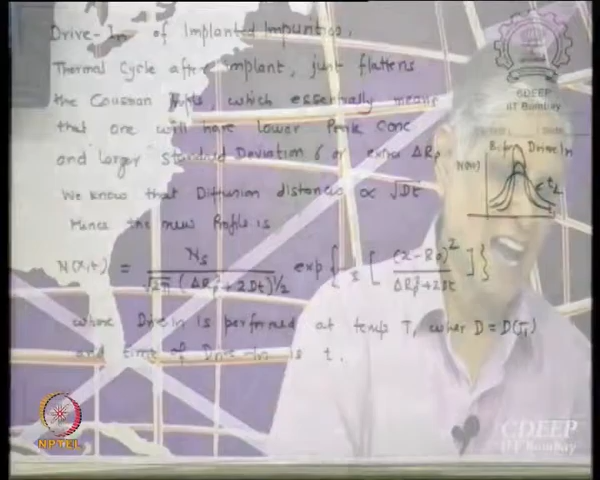 Drive-In of Implanted Impurities.
Thermal Cycle after implant, just flattens
the Gaussian Profile, which essentially means
that one will have lower Peak Conc
and larger Standard Deviation σ or extra ΔRp
We know that Diffusion distance ∝ √Dt
Hence the new Profile is
N(x,t) = Ns / √2π (ΔRp² + 2Dt)^1/2 exp{ [ (x-Rp)² / ΔRp²+2Dt ] }
where Drive-in is performed at temp T, where D = D(T)
and time of Drive-In is t.
Before Drive In
N(x)
t1
CDEEP
IIT Bombay
NPTEL
CDEEP
IIT Bombay